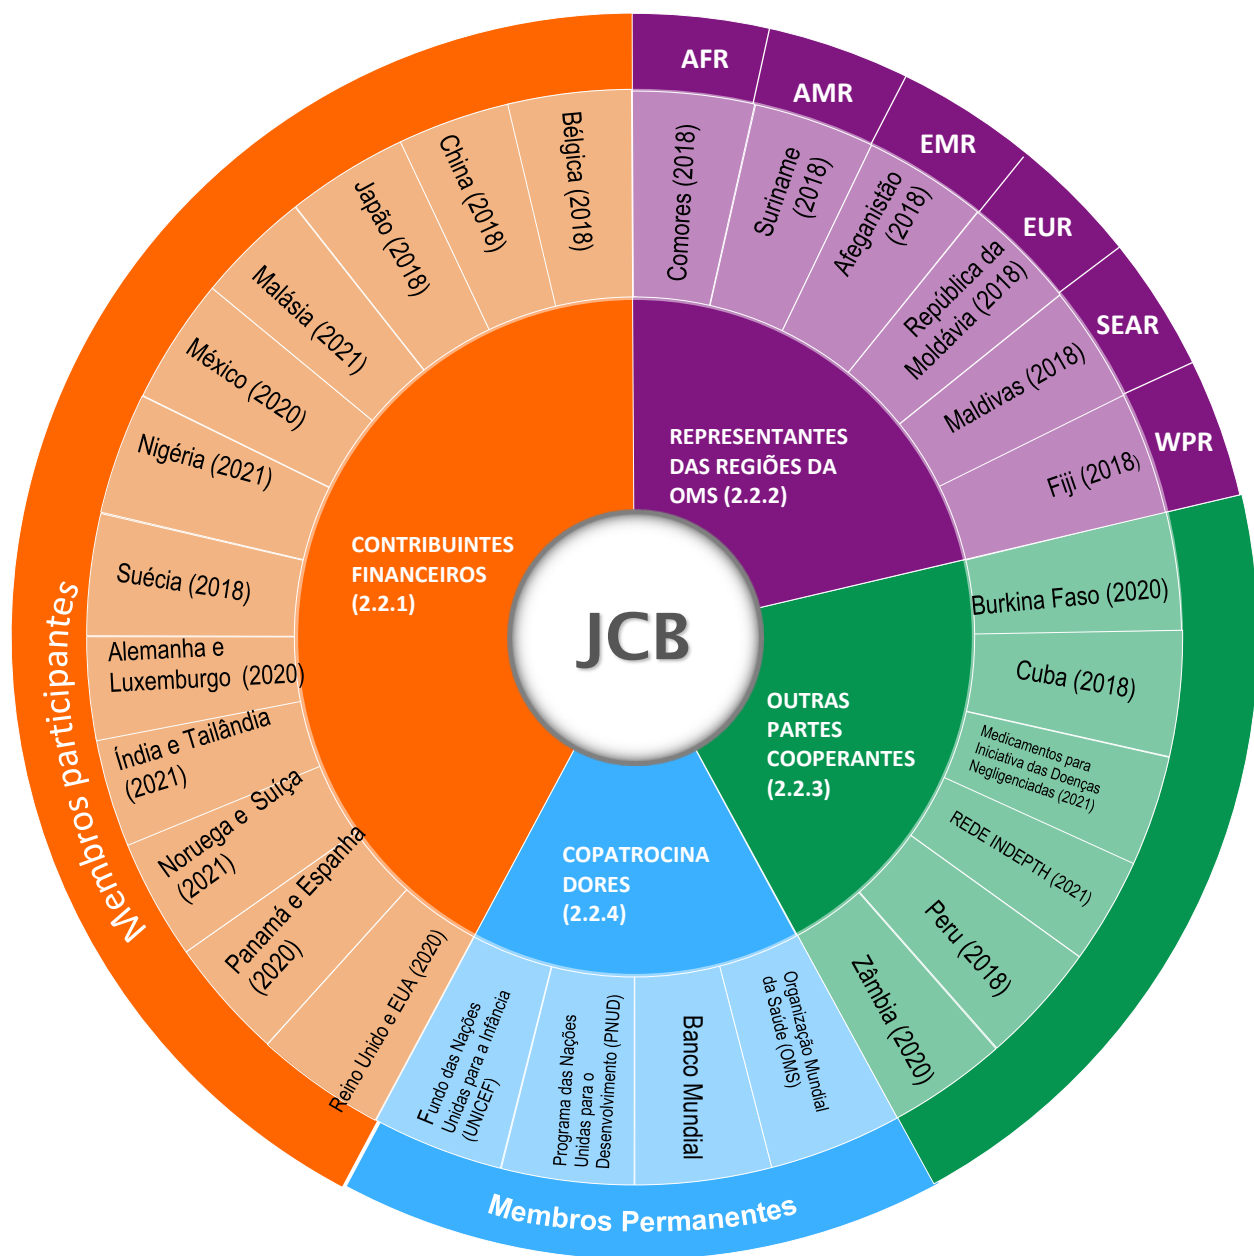 AFR
AMR
EMR
EUR
SEAR
WPR
Comores (2018)
Suriname
(2018)
Afeganistão
(2018)
República da
Moldávia (2018)
Maldivas (2018)
Fiji (2018)
REPRESENTANTES
DAS REGIÕES DA
OMS (2.2.2)
Burkina Faso (2020)
Cuba (2018)
Medicamentos para
Iniciativa das Doenças
Negligenciadas (2021)
REDE INDEPTH (2021)
Peru (2018)
Zâmbia (2020)
OUTRAS
PARTES
COOPERANTES
(2.2.3)
Organização Mundial
da Saúde (OMS)
Banco Mundial
Programa das Nações
Unidas para o
Desenvolvimento (PNUD)
Fundo das Nações
Unidas para a Infância
(UNICEF)
COPATROCINA
DORES
(2.2.4)
Membros Permanentes
Reino Unido e EUA (2020)
Panamá e Espanha
(2020)
Noruega e Suíça
(2021)
Índia e Tailândia
(2021)
Alemanha e
Luxemburgo (2020)
Suécia (2018)
Nigéria (2021)
México (2020)
Malásia (2021)
Japão (2018)
China (2018)
Bélgica (2018)
CONTRIBUINTES
FINANCEIROS
(2.2.1)
Membros participantes
JCB